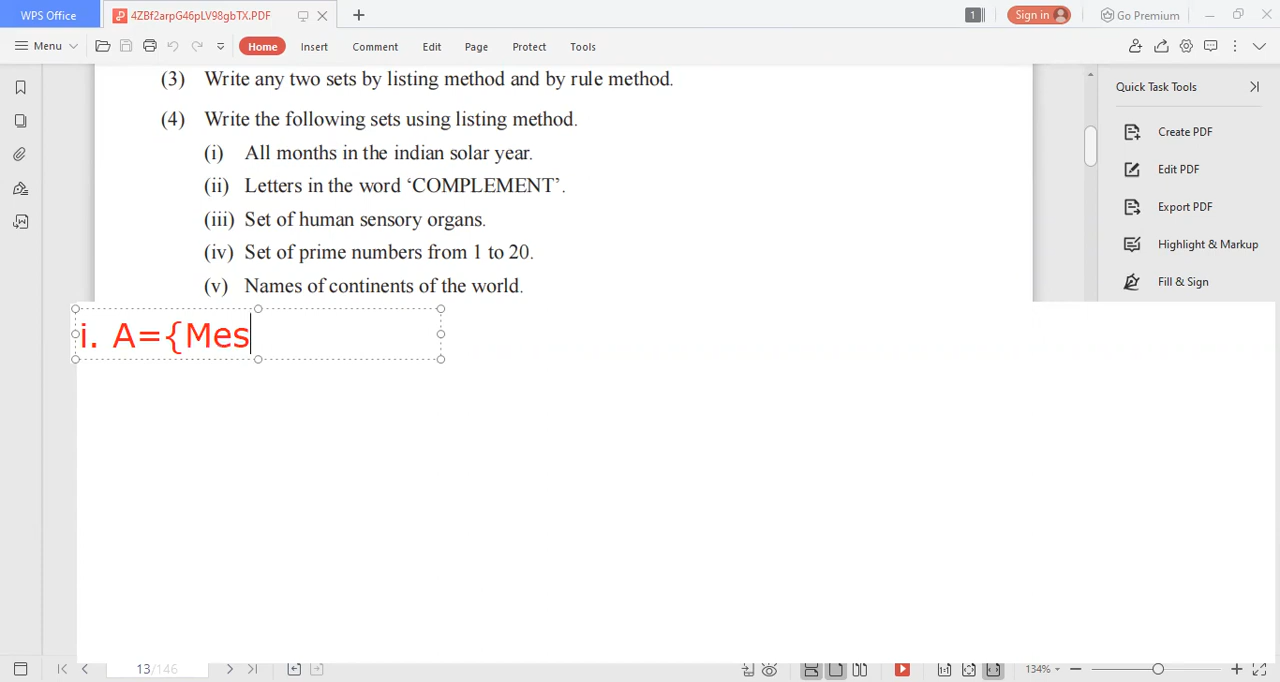 WPS Office 4ZBf2arpG46pLV98gbTX.PDF 1 Sign in Go Premium
Menu Home Insert Comment Edit Page Protect Tools
(3) Write any two sets by listing method and by rule method.
(4) Write the following sets using listing method.
(i) All months in the indian solar year.
(ii) Letters in the word ‘COMPLEMENT’.
(iii) Set of human sensory organs.
(iv) Set of prime numbers from 1 to 20.
(v) Names of continents of the world.
i. A={Mes
Quick Task Tools
Create PDF
Edit PDF
Export PDF
Highlight & Markup
Fill & Sign
13/146 1:1 134%